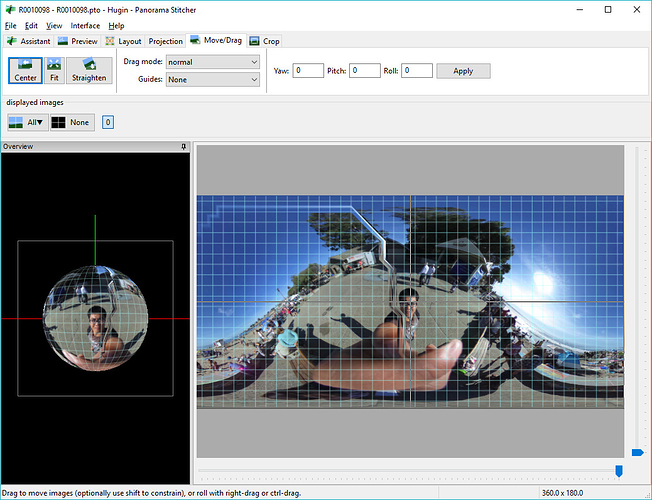 R0010098 - R0010098.pto - Hugin - Panorama Stitcher
File Edit View Interface Help
Assistant Preview Layout Projection Move/Drag Crop
Center Fit Straighten
Drag mode: normal
Guides: None
Yaw: 0 Pitch: 0 Roll: 0 Apply
displayed images
All▼ None 0
Overview
Drag to move images (optionally use shift to constrain), or roll with right-drag or ctrl-drag.
360.0 x 180.0